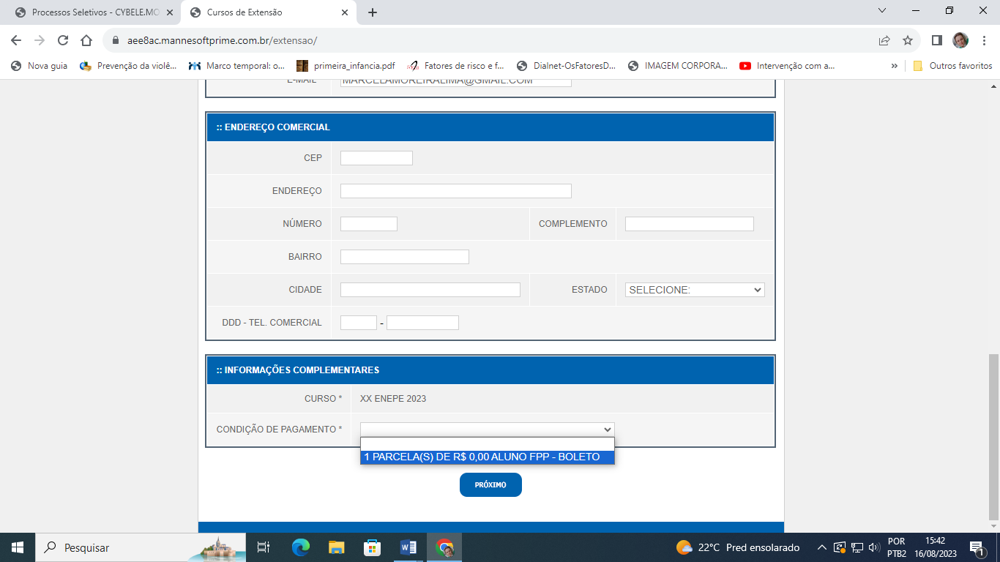 Processos Seletivos - CYBELE.MO
Cursos de Extensão
aee8ac.mannesoftprime.com.br/extensao/
Nova guia
Prevenção da violê...
Marco temporal: o...
primeira_infancia.pdf
Fatores de risco e f...
Dialnet-OsFatoresD...
IMAGEM CORPORA...
Intervenção com a...
»
Outros favoritos
E-MAIL MARCELAMOREIRALIMA@GMAIL.COM
:: ENDEREÇO COMERCIAL
CEP
ENDEREÇO
NÚMERO COMPLEMENTO
BAIRRO
CIDADE ESTADO SELECIONE:
DDD - TEL. COMERCIAL -
:: INFORMAÇÕES COMPLEMENTARES
CURSO * XX ENEPE 2023
CONDIÇÃO DE PAGAMENTO *
1 PARCELA(S) DE R$ 0,00 ALUNO FPP - BOLETO
PRÓXIMO
Pesquisar
22°C Pred ensolarado
POR
PTB2
15:42
16/08/2023
1